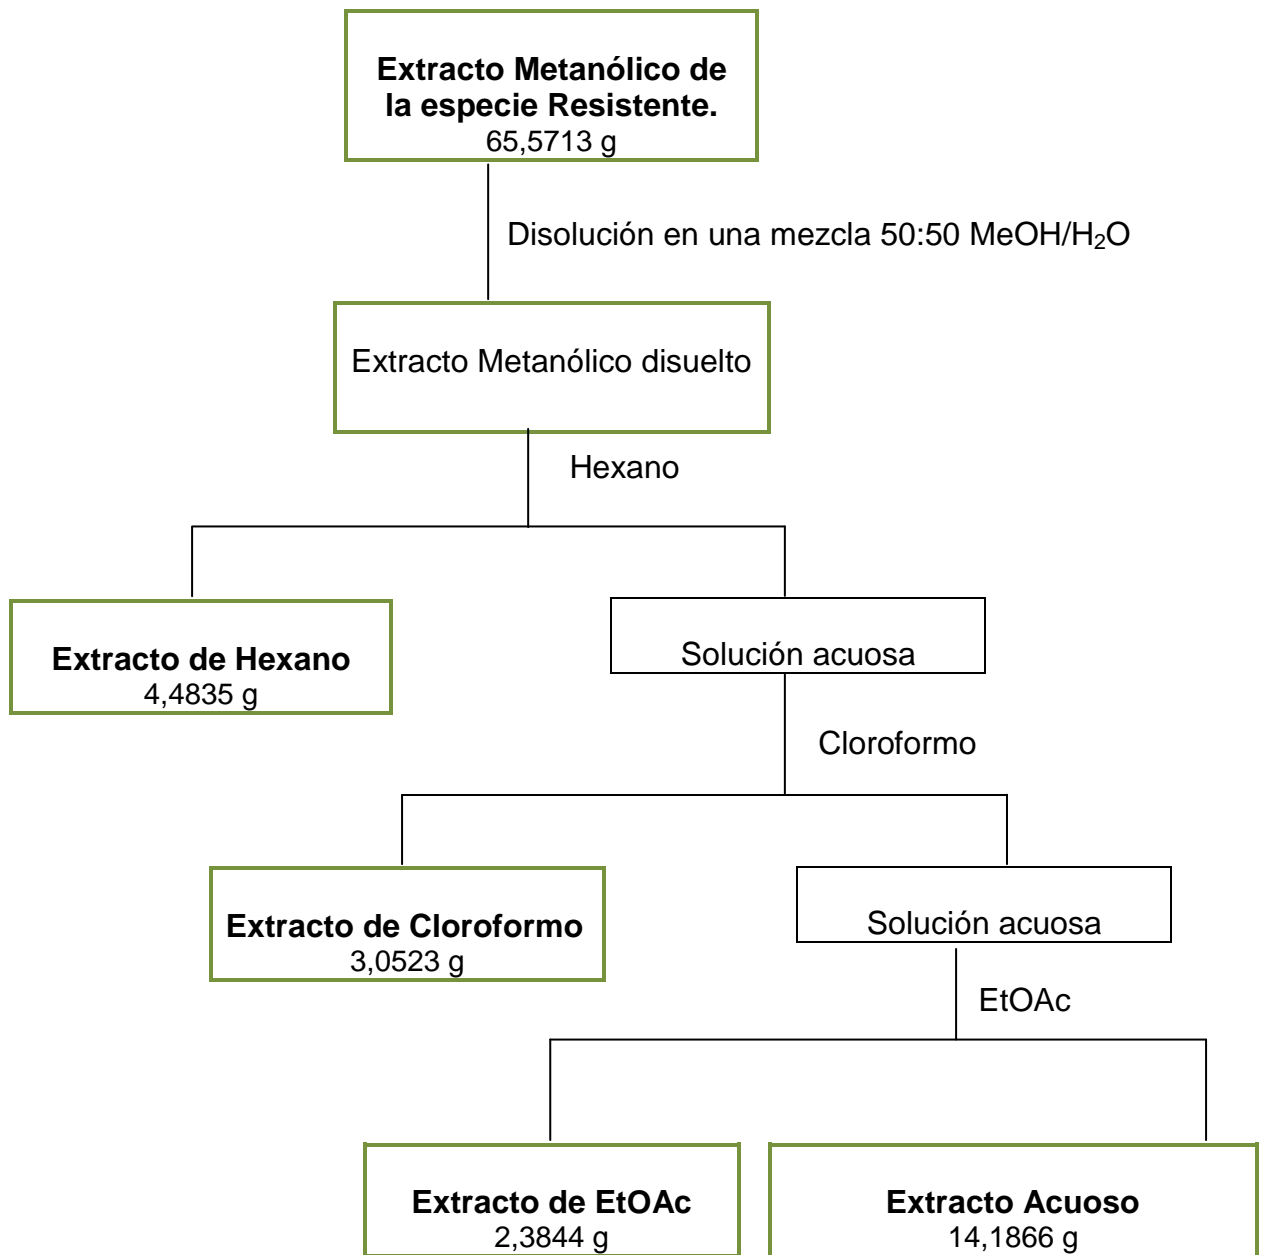 Extracto Metanólico de
la especie Resistente.
65,5713 g
Disolución en una mezcla 50:50 MeOH/H₂O
Extracto Metanólico disuelto
Hexano
Extracto de Hexano
4,4835 g
Solución acuosa
Cloroformo
Extracto de Cloroformo
3,0523 g
Solución acuosa
EtOAc
Extracto de EtOAc
2,3844 g
Extracto Acuoso
14,1866 g